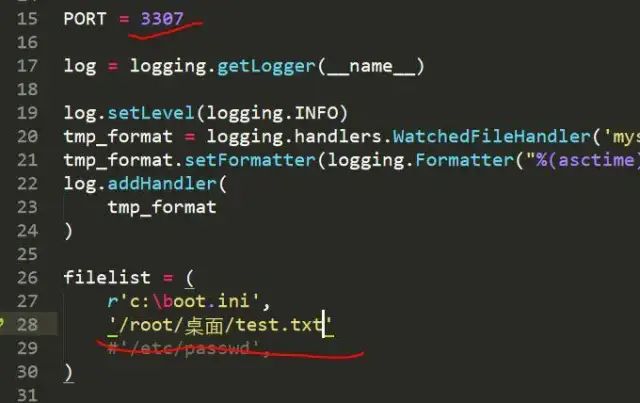 15 PORT = 3307
16
17 log = logging.getLogger(__name__)
18
19 log.setLevel(logging.INFO)
20 tmp_format = logging.handlers.WatchedFileHandler('mys
21 tmp_format.setFormatter(logging.Formatter("%(asctime)
22 log.addHandler(
23 tmp_format
24 )
25
26 filelist = (
27 r'c:\boot.ini',
28 '/root/桌面/test.txt'
29 #'/etc/passwd',
30 )
31